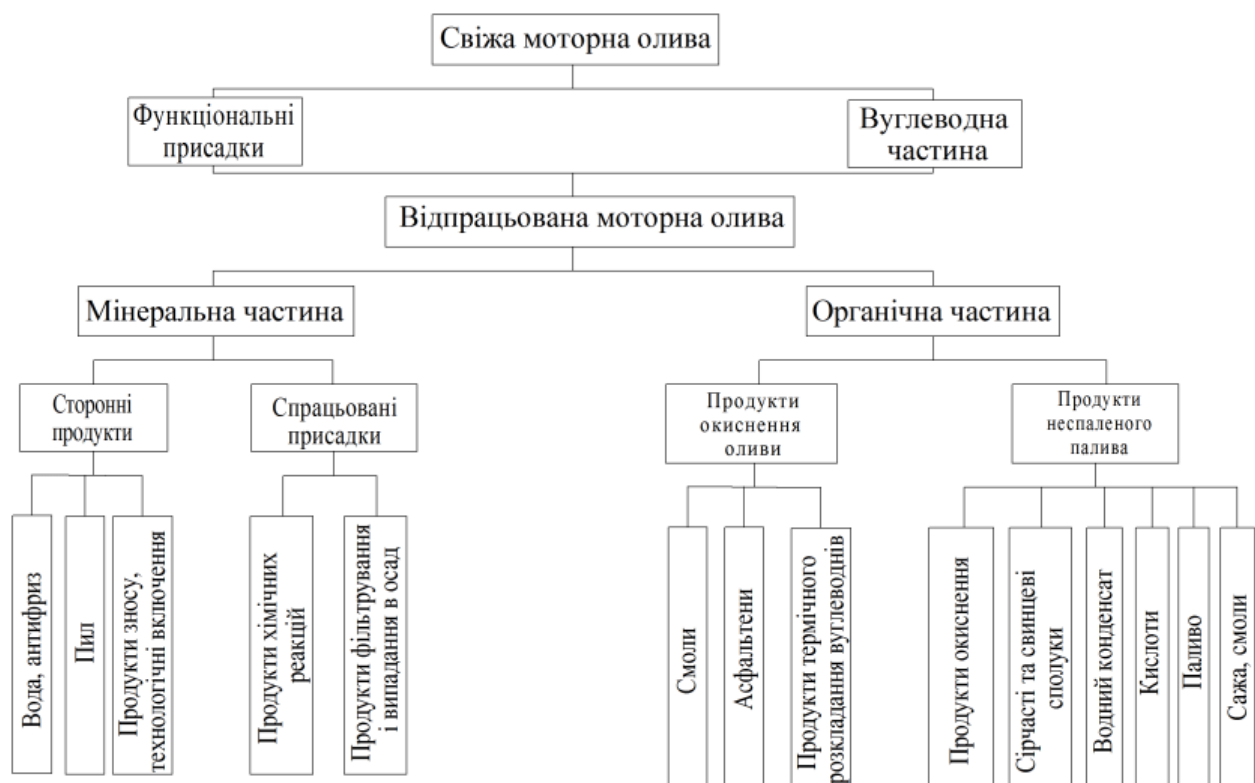 Свіжа моторна олива
Функціональні
присадки
Вуглеводна
частина
Відпрацьована моторна олива
Мінеральна частина
Органічна частина
Сторонні
продукти
Спрацьовані
присадки
Продукти
окиснення
оливи
Продукти
неспаленого
палива
Вода, антифриз
Пил
Продукти зносу,
технологічні включення
Продукти хімічних
реакцій
Продукти фільтрування
і випадання в осад
Смоли
Асфальтени
Продукти термічного
розкладання вуглеводнів
Продукти окиснення
Сірчасті та свинцеві
сполуки
Водний конденсат
Кислоти
Паливо
Сажа, смоли